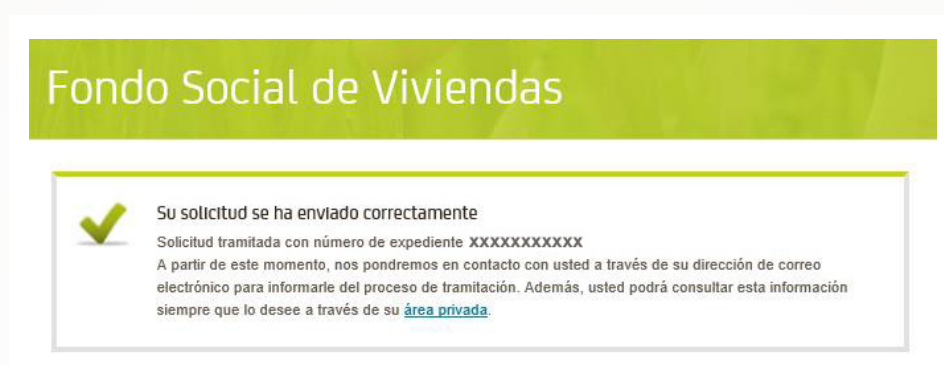 Fondo Social de Viviendas
Su solicitud se ha enviado correctamente
Solicitud tramitada con número de expediente XXXXXXXXXXX
A partir de este momento, nos pondremos en contacto con usted a través de su dirección de correo
electrónico para informarle del proceso de tramitación. Además, usted podrá consultar esta información
siempre que lo desee a través de su área privada.